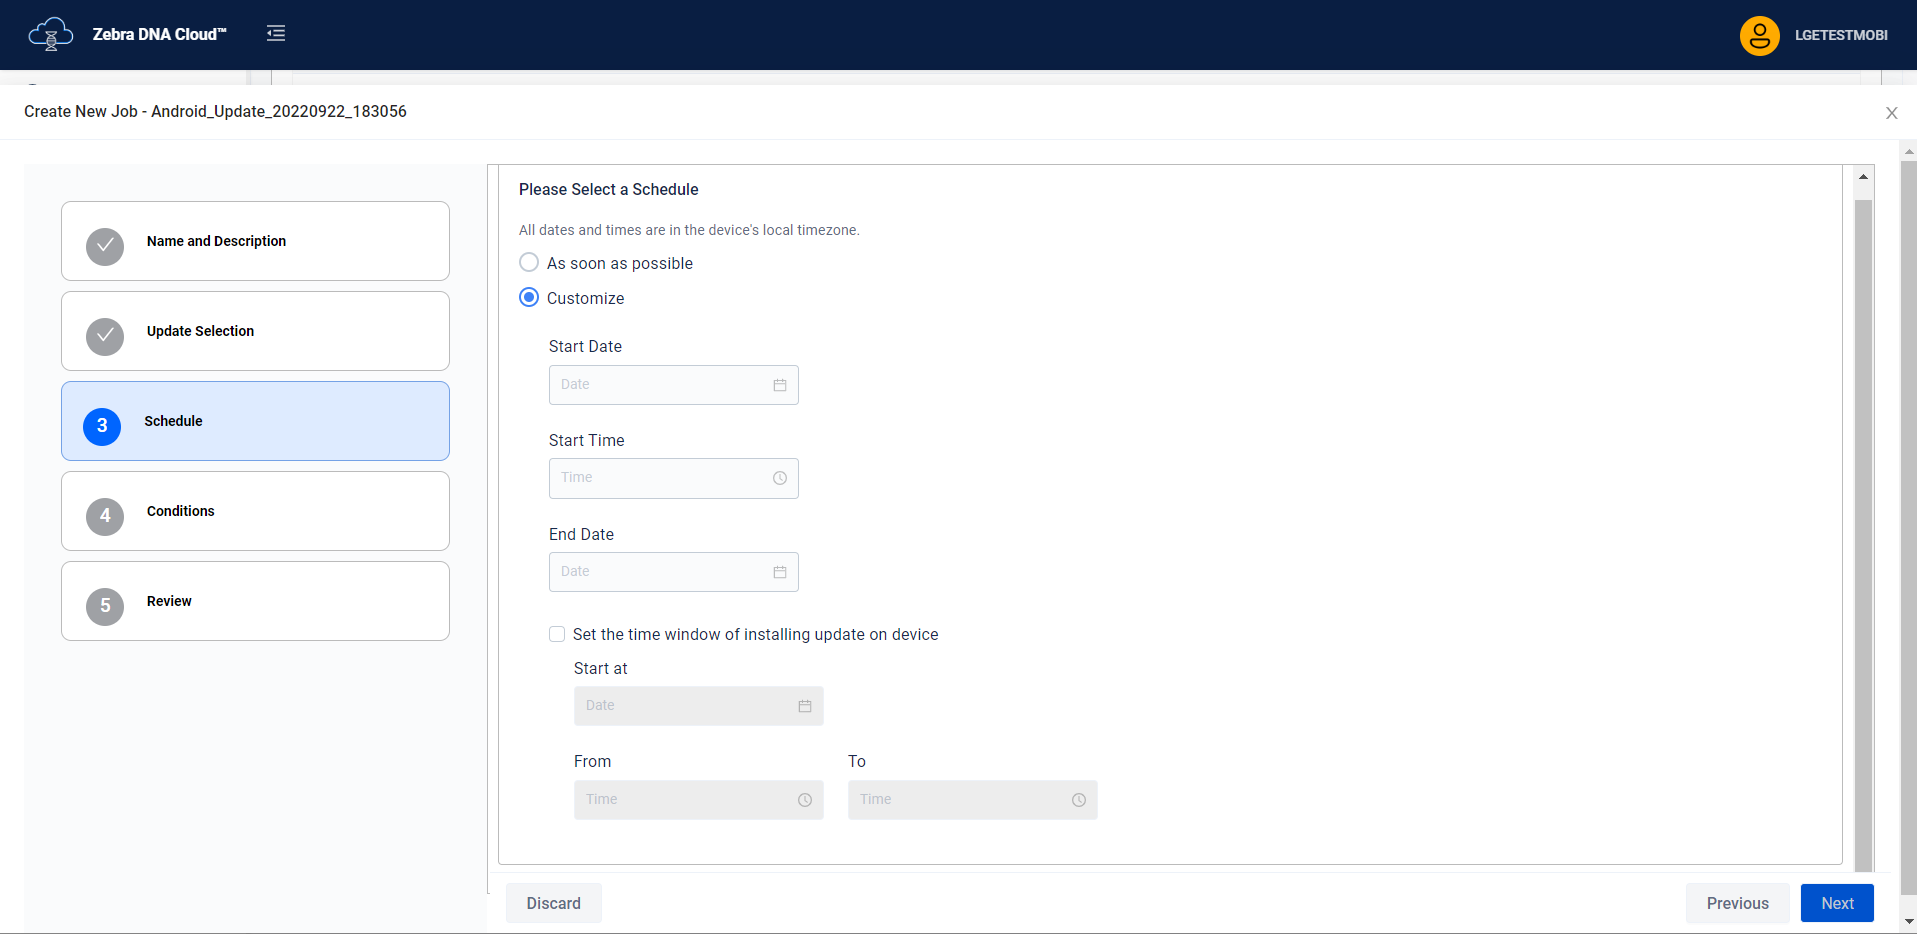 Zebra DNA Cloud™
LGETESTMOBI
Create New Job - Android_Update_20220922_183056
X
Name and Description
Update Selection
3 Schedule
4 Conditions
5 Review
Please Select a Schedule
All dates and times are in the device's local timezone.
As soon as possible
Customize
Start Date
Date
Start Time
Time
End Date
Date
Set the time window of installing update on device
Start at
Date
From To
Time Time
Discard Previous Next